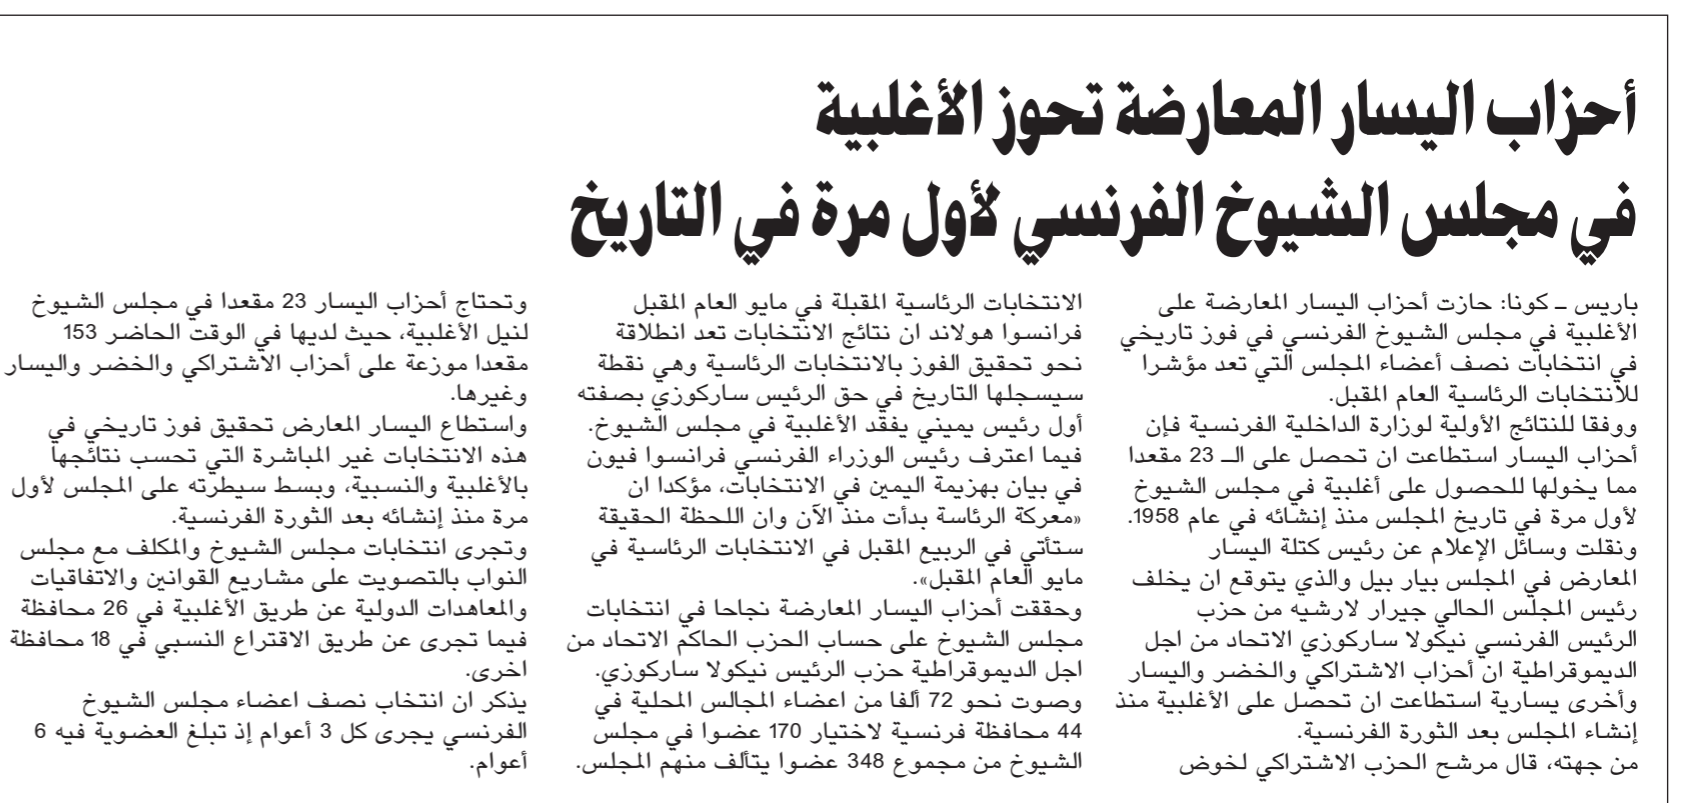 أحزاب اليسار المعارضة تحوز الأغلبية
في مجلس الشيوخ الفرنسي لأول مرة في التاريخ
باريس ـ كونا: حازت أحزاب اليسار المعارضة على
الأغلبية في مجلس الشيوخ الفرنسي في فوز تاريخي
في انتخابات نصف أعضاء المجلس التي تعد مؤشرا
للانتخابات الرئاسية العام المقبل.
ووفقا للنتائج الأولية لوزارة الداخلية الفرنسية فإن
أحزاب اليسار استطاعت ان تحصل على الـ 23 مقعدا
مما يخولها للحصول على أغلبية في مجلس الشيوخ
لأول مرة في تاريخ المجلس منذ إنشائه في عام 1958.
ونقلت وسائل الإعلام عن رئيس كتلة اليسار
المعارض في المجلس بيار بيل والذي يتوقع ان يخلف
رئيس المجلس الحالي جيرار لارشيه من حزب
الرئيس الفرنسي نيكولا ساركوزي الاتحاد من اجل
الديموقراطية ان أحزاب الاشتراكي والخضر واليسار
وأخرى يسارية استطاعت ان تحصل على الأغلبية منذ
إنشاء المجلس بعد الثورة الفرنسية.
من جهته، قال مرشح الحزب الاشتراكي لخوض
الانتخابات الرئاسية المقبلة في مايو العام المقبل
فرانسوا هولاند ان نتائج الانتخابات تعد انطلاقة
نحو تحقيق الفوز بالانتخابات الرئاسية وهي نقطة
سيسجلها التاريخ في حق الرئيس ساركوزي بصفته
أول رئيس يميني يفقد الأغلبية في مجلس الشيوخ.
فيما اعترف رئيس الوزراء الفرنسي فرانسوا فيون
في بيان بهزيمة اليمين في الانتخابات، مؤكدا ان
«معركة الرئاسة بدأت منذ الآن وان اللحظة الحقيقة
ستأتي في الربيع المقبل في الانتخابات الرئاسية في
مايو العام المقبل».
وحققت أحزاب اليسار المعارضة نجاحا في انتخابات
مجلس الشيوخ على حساب الحزب الحاكم الاتحاد من
اجل الديموقراطية حزب الرئيس نيكولا ساركوزي.
وصوت نحو 72 ألفا من اعضاء المجالس المحلية في
44 محافظة فرنسية لاختيار 170 عضوا في مجلس
الشيوخ من مجموع 348 عضوا يتألف منهم المجلس.
وتحتاج أحزاب اليسار 23 مقعدا في مجلس الشيوخ
لنيل الأغلبية، حيث لديها في الوقت الحاضر 153
مقعدا موزعة على أحزاب الاشتراكي والخضر واليسار
وغيرها.
واستطاع اليسار المعارض تحقيق فوز تاريخي في
هذه الانتخابات غير المباشرة التي تحسب نتائجها
بالأغلبية والنسبية، وبسط سيطرته على المجلس لأول
مرة منذ إنشائه بعد الثورة الفرنسية.
وتجرى انتخابات مجلس الشيوخ والمكلف مع مجلس
النواب بالتصويت على مشاريع القوانين والاتفاقيات
والمعاهدات الدولية عن طريق الأغلبية في 26 محافظة
فيما تجرى عن طريق الاقتراع النسبي في 18 محافظة
اخرى.
يذكر ان انتخاب نصف اعضاء مجلس الشيوخ
الفرنسي يجرى كل 3 أعوام إذ تبلغ العضوية فيه 6
أعوام.